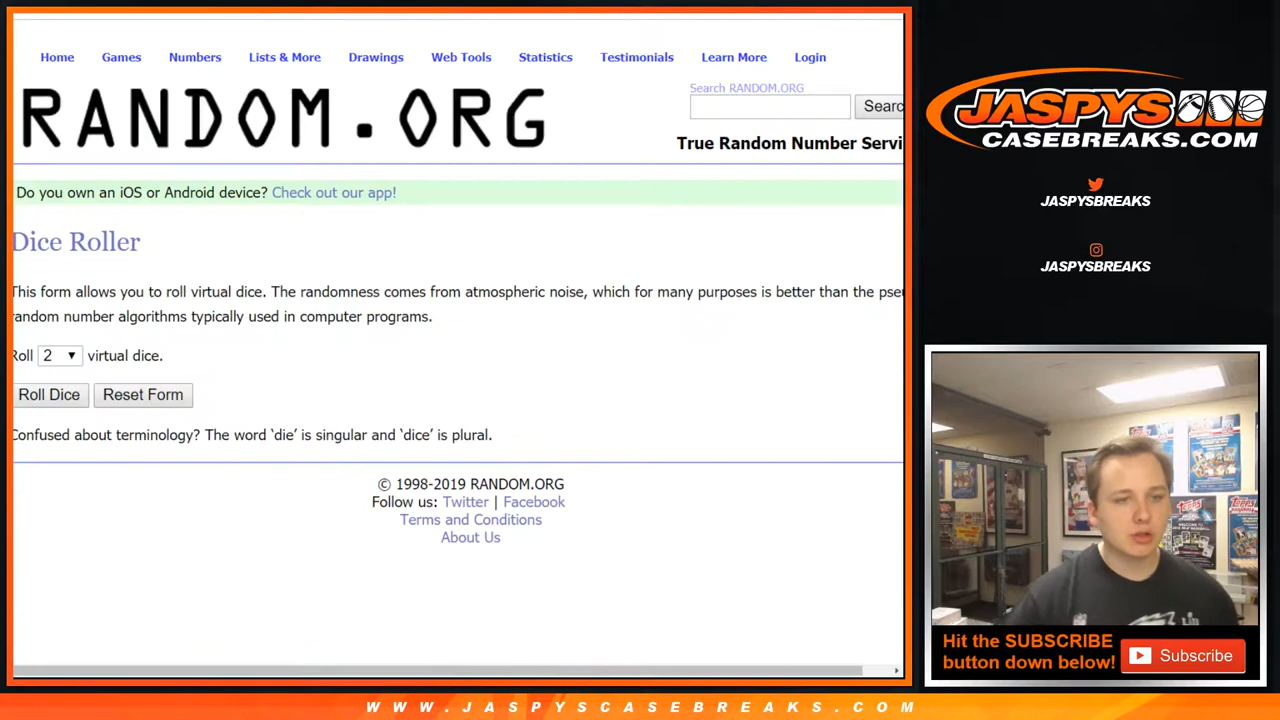 Home Games Numbers Lists & More Drawings Web Tools Statistics Testimonials Learn More Login
Search RANDOM.ORG
RANDOM.ORG
Searc
True Random Number Servi
Do you own an iOS or Android device? Check out our app!
Dice Roller
This form allows you to roll virtual dice. The randomness comes from atmospheric noise, which for many purposes is better than the pseu
random number algorithms typically used in computer programs.
Roll 2 virtual dice.
Roll Dice Reset Form
Confused about terminology? The word ‘die’ is singular and ‘dice’ is plural.
© 1998-2019 RANDOM.ORG
Follow us: Twitter | Facebook
Terms and Conditions
About Us
JASPYS
CASEBREAKS.COM
JASPYSBREAKS
JASPYSBREAKS
Topps
Hit the SUBSCRIBE
button down below!
Subscribe
WWW.JASPYSCASEBREAKS.COM